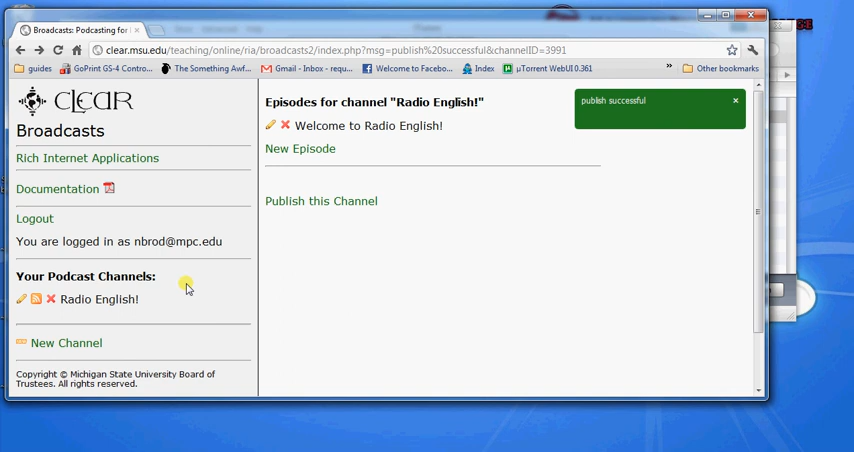 Broadcasts: Podcasting for
clear.msu.edu/teaching/online/ria/broadcasts2/index.php?msg=publish%20successful&channelID=3991
guides
GoPrint GS-4 Contro...
The Something Awf...
Gmail - Inbox - requ...
Welcome to Facebo...
Index
µTorrent WebUI 0.361
»
Other bookmarks
CLEAR
Broadcasts
Rich Internet Applications
Documentation
Logout
You are logged in as nbrod@mpc.edu
Your Podcast Channels:
Radio English!
New Channel
Copyright © Michigan State University Board of
Trustees. All rights reserved.
Episodes for channel "Radio English!"
Welcome to Radio English!
New Episode
Publish this Channel
publish successful